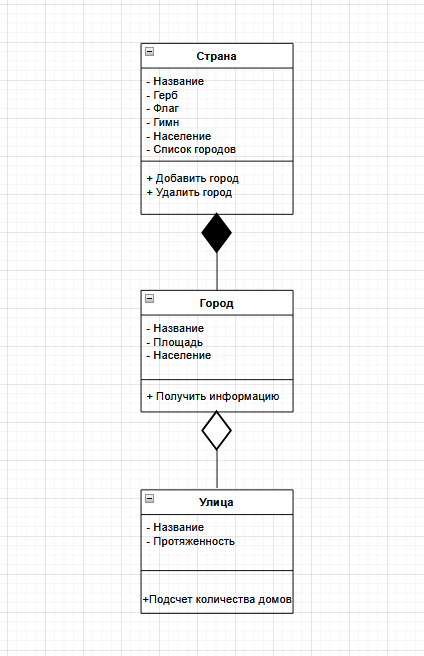 Страна
- Название
- Герб
- Флаг
- Гимн
- Население
- Список городов
+ Добавить город
+ Удалить город
Город
- Название
- Площадь
- Население
+ Получить информацию
Улица
- Название
- Протяженность
+Подсчет количества домов